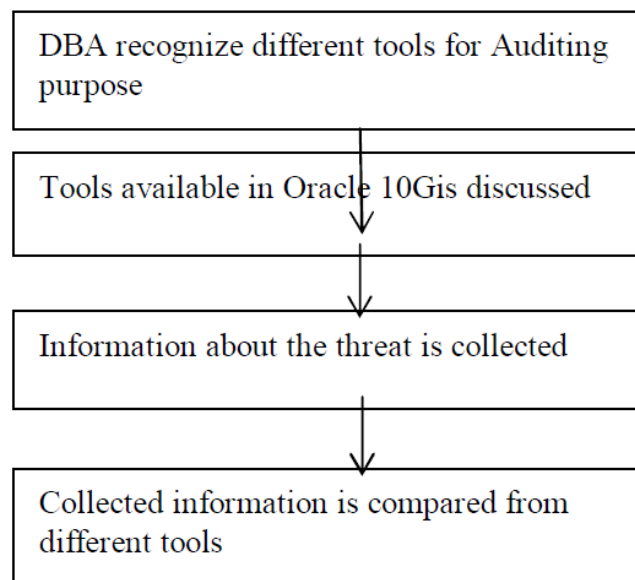 DBA recognize different tools for Auditing
purpose
Tools available in Oracle 10Gis discussed
Information about the threat is collected
Collected information is compared from
different tools